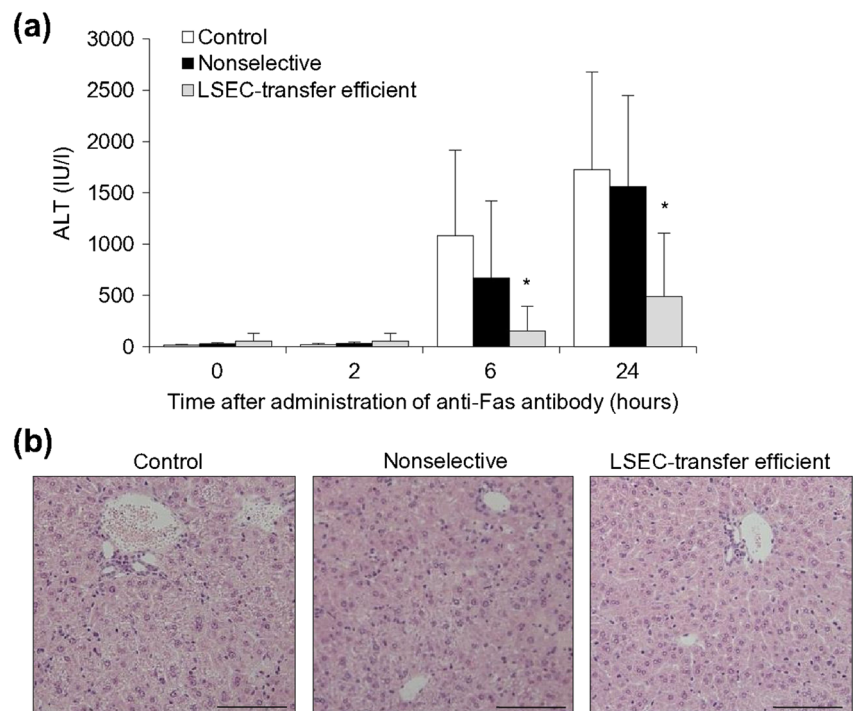 (a)
3000
2500
2000
1500
1000
500
0
ALT (IU/l)
Control
Nonselective
LSEC-transfer efficient
*
*
0 2 6 24
Time after administration of anti-Fas antibody (hours)
(b)
Control Nonselective LSEC-transfer efficient